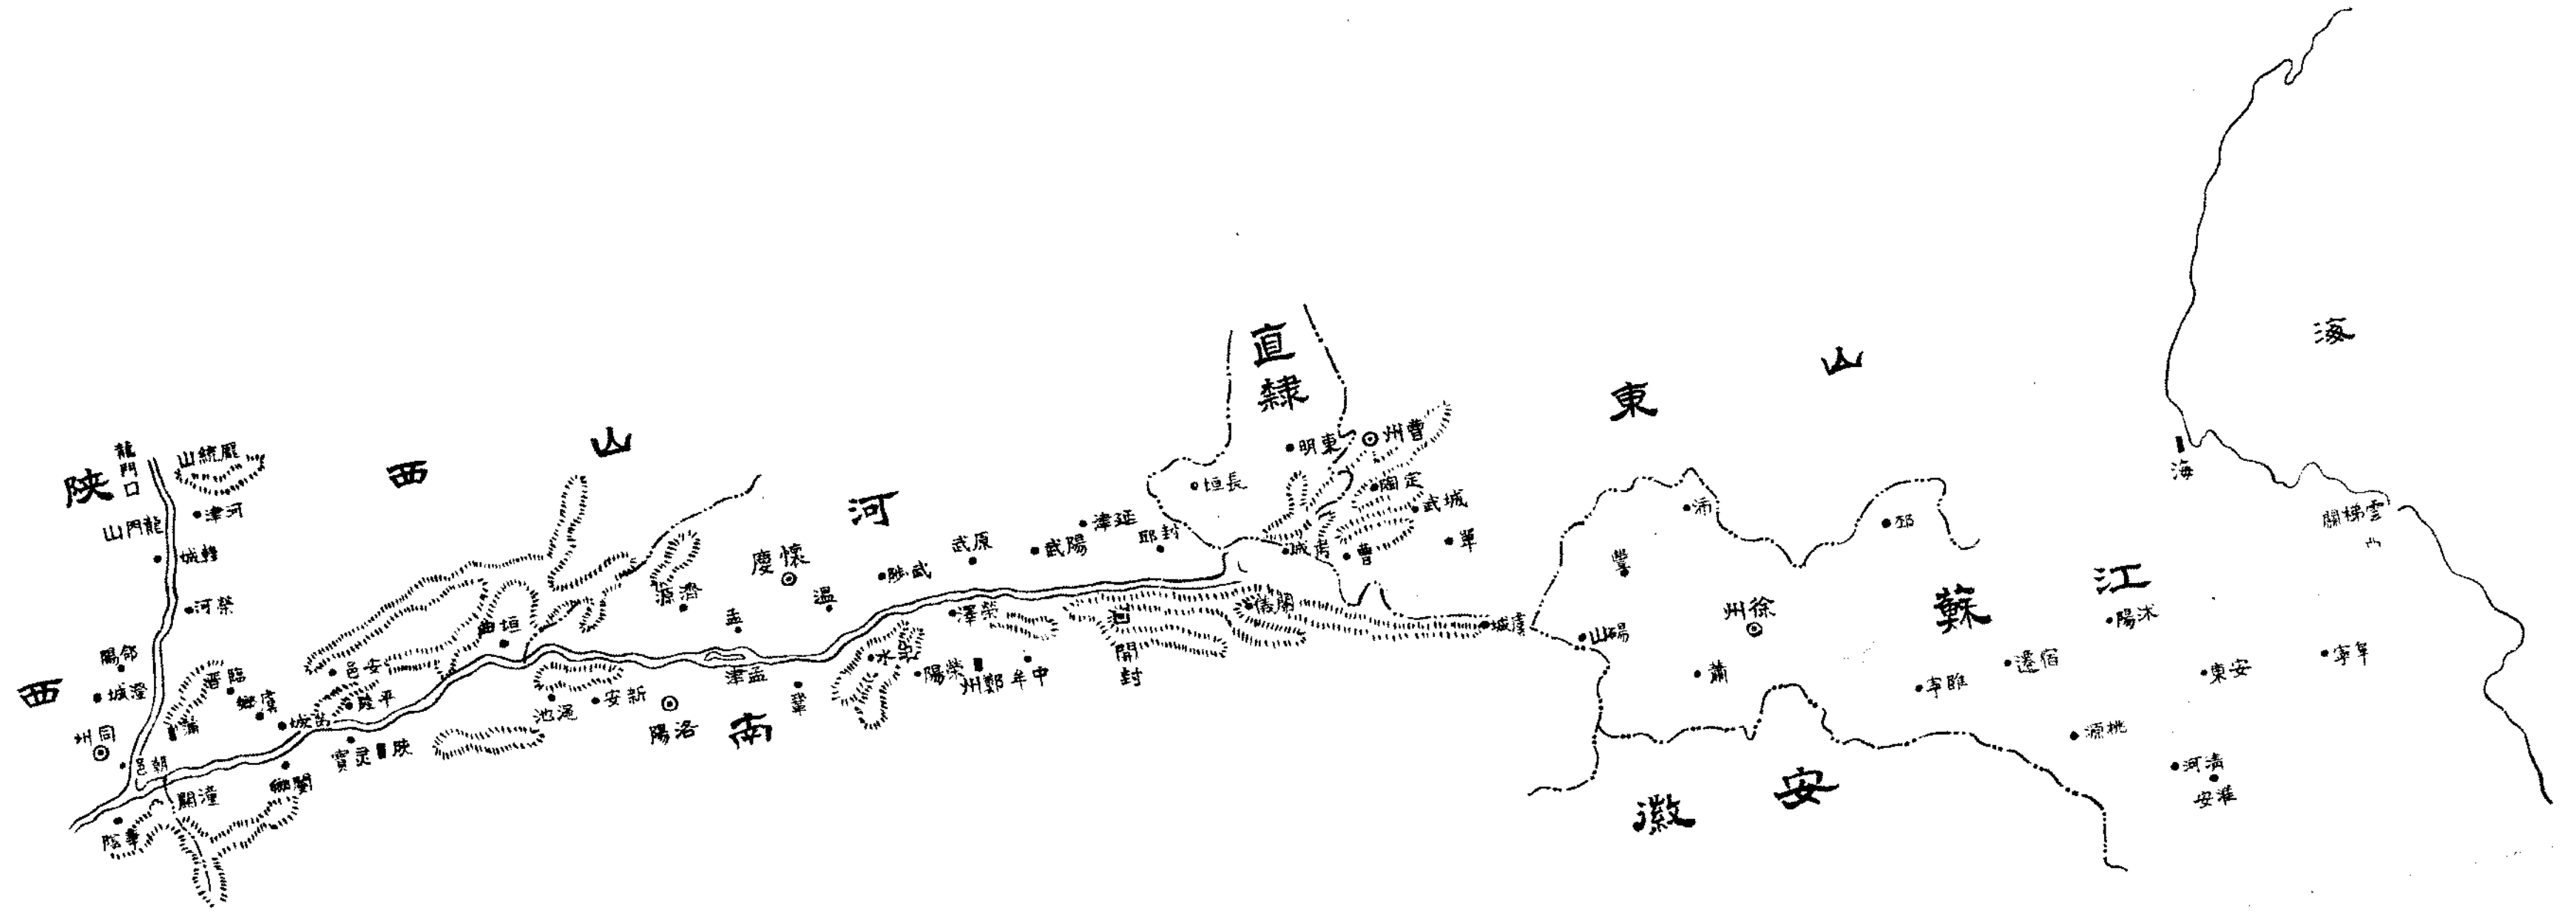 陝西
山西
河南
直隸
山東
江蘇
安徽
海
龍門口
龍門山
河津
韓城
榮河
郃陽
澄城
同州
朝邑
潼關
華陰
臨晉
虞鄉
蒲
芮城
安邑
平陸
閿鄉
灵寶
陝
垣曲
澠池
新安
洛陽
濟源
懷慶
孟
孟津
溫
鞏
汜水
武陟
滎陽
滎澤
鄭州
中牟
原武
陽武
延津
封邱
開封
蘭儀
長垣
東明
曹州
定陶
城武
單
曹
考城
虞城
碭山
豐
沛
蕭
徐州
邳
睢寧
宿遷
桃源
沭陽
清河
淮安
安東
阜寧
雲梯關
海